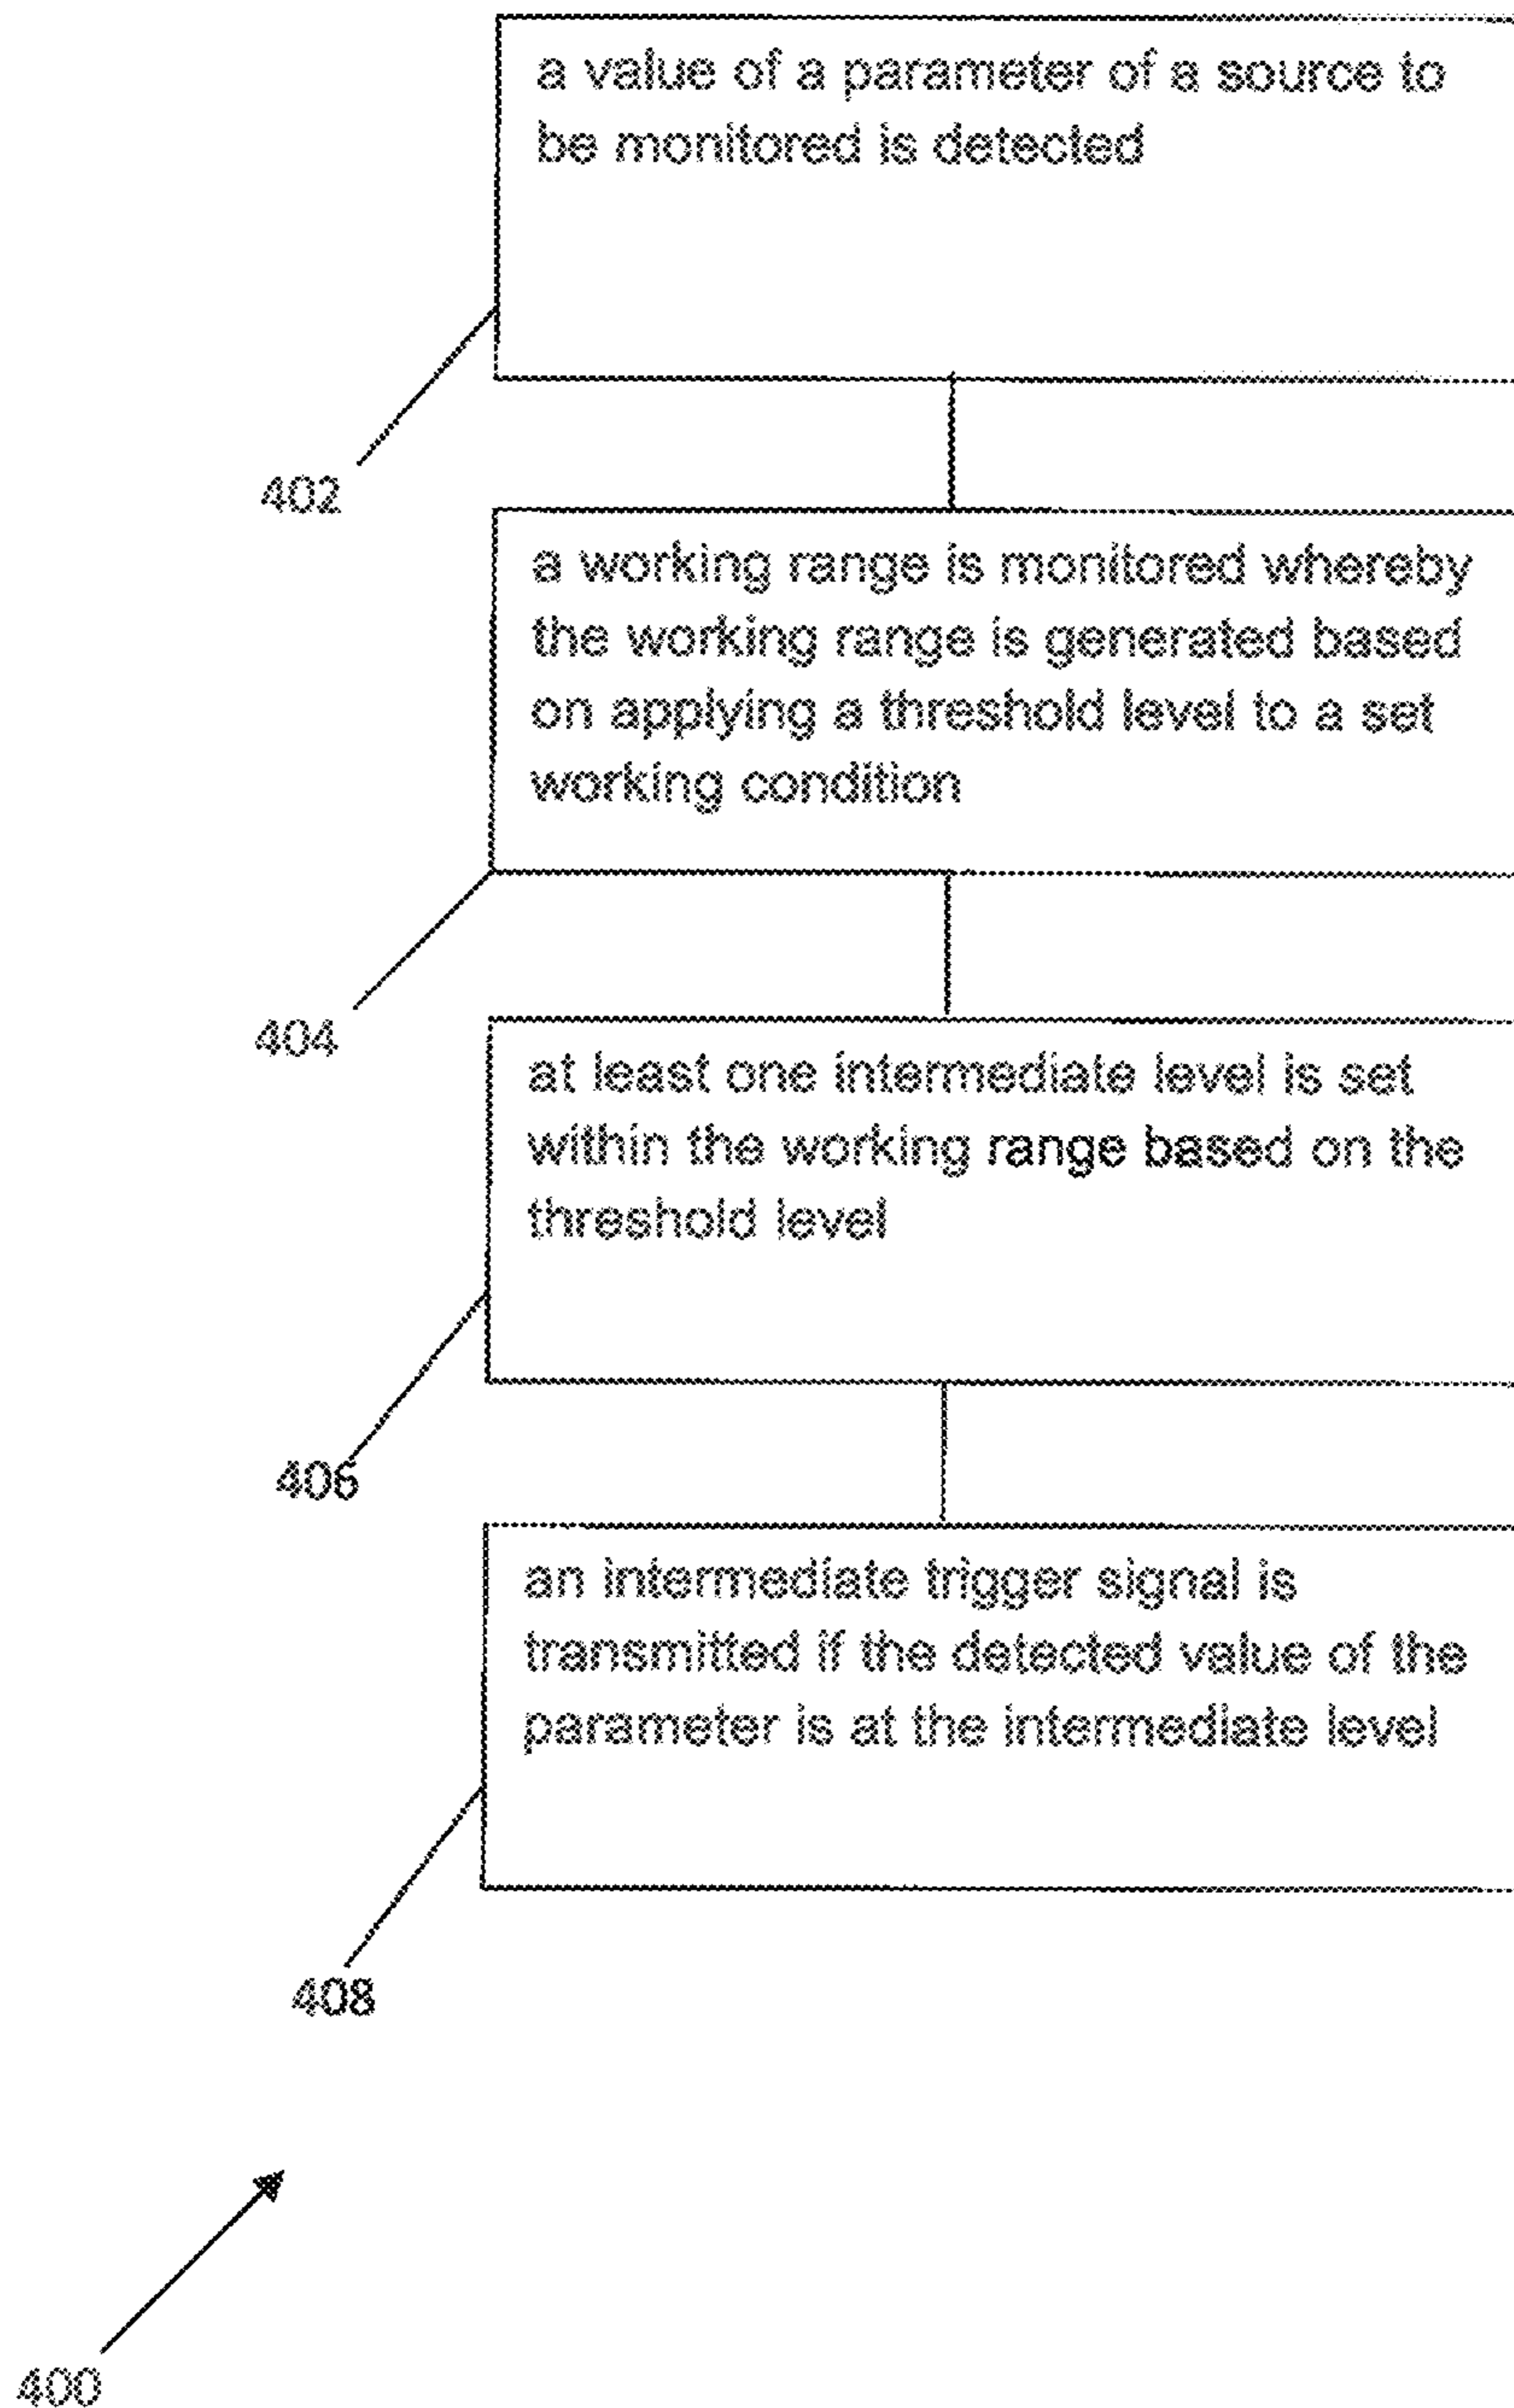 a value of a parameter of a source to
be monitored is detected
402
a working range is monitored whereby
the working range is generated based
on applying a threshold level to a set
working condition
404
at least one intermediate level is set
within the working range based on the
threshold level
406
an intermediate trigger signal is
transmitted if the detected value of the
parameter is at the intermediate level
408
400